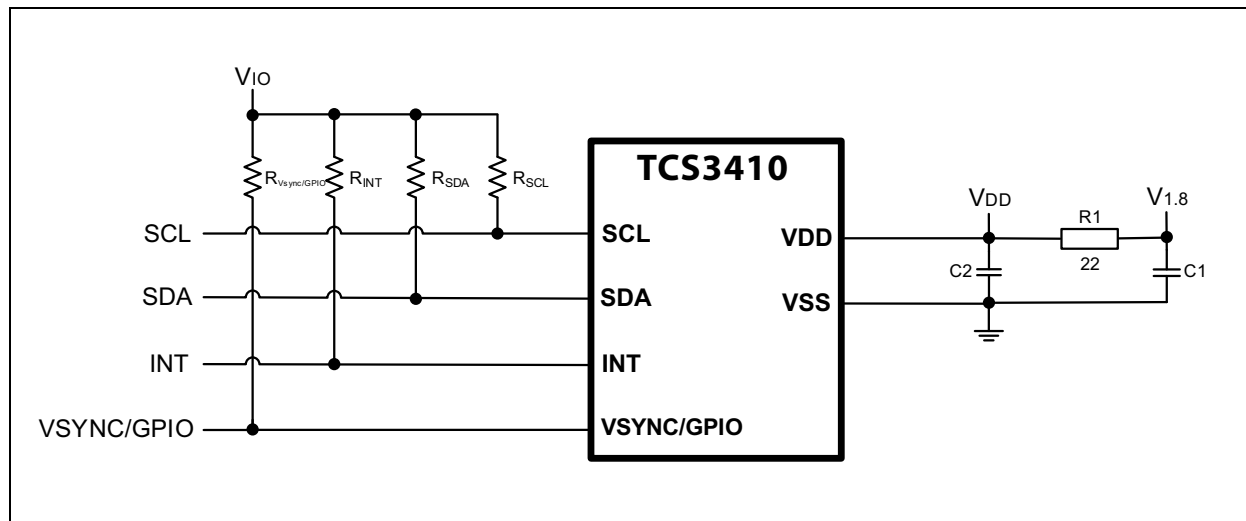 VIO
RVsync/GPIO
RINT
RSDA
RSCL
TCS3410
SCL
SDA
INT
VSYNC/GPIO
SCL
SDA
INT
VSYNC/GPIO
VDD
VSS
VDD
R1
V1.8
C2
22
C1